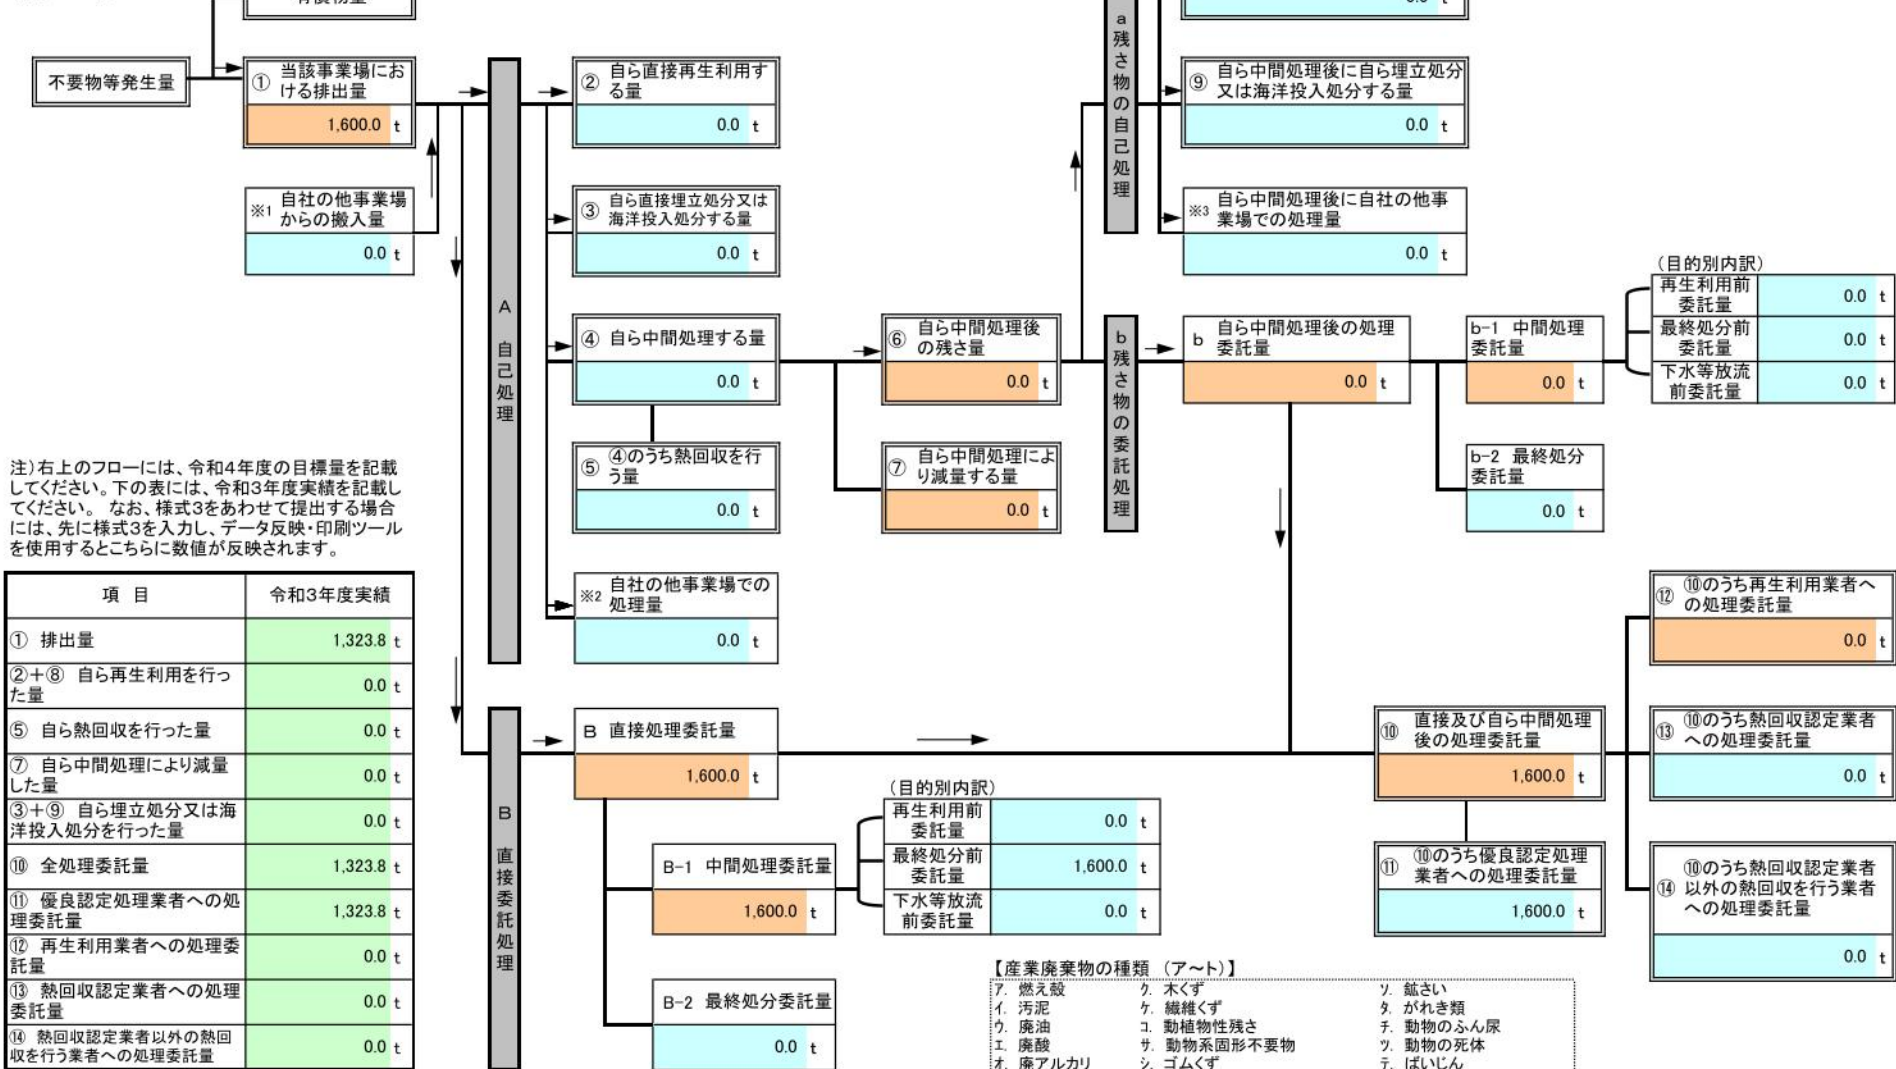 不要物等発生量
① 当該事業場にお
ける排出量
1,600.0 t
※1 自社の他事業場
からの搬入量
0.0 t
A 自己処理
② 自ら直接再生利用す
る量
0.0 t
③ 自ら直接埋立処分又は
海洋投入処分する量
0.0 t
④ 自ら中間処理する量
0.0 t
⑤ ④のうち熱回収を行
う量
0.0 t
※2 自社の他事業場での
処理量
0.0 t
⑥ 自ら中間処理後
の残さ量
0.0 t
⑦ 自ら中間処理によ
り減量する量
0.0 t
a 残さ物の自己処理
⑨ 自ら中間処理後に自ら埋立処分
又は海洋投入処分する量
0.0 t
※3 自ら中間処理後に自社の他事
業場での処理量
0.0 t
b 残さ物の委託処理
b 自ら中間処理後の処理
委託量
0.0 t
b-1 中間処理
委託量
0.0 t
(目的別内訳)
再生利用前
委託量
0.0 t
最終処分前
委託量
0.0 t
下水等放流
前委託量
0.0 t
b-2 最終処分
委託量
0.0 t
注)右上のフローには、令和4年度の目標量を記載
してください。下の表には、令和3年度実績を記載し
てください。 なお、様式3をあわせて提出する場合
には、先に様式3を入力し、データ反映・印刷ツール
を使用するとこちらに数値が反映されます。
項 目 令和3年度実績
① 排出量 1,323.8 t
②+⑧ 自ら再生利用を行っ
た量
0.0 t
⑤ 自ら熱回収を行った量 0.0 t
⑦ 自ら中間処理により減量
した量
0.0 t
③+⑨ 自ら埋立処分又は海
洋投入処分を行った量
0.0 t
⑩ 全処理委託量 1,323.8 t
⑪ 優良認定処理業者への処
理委託量
1,323.8 t
⑫ 再生利用業者への処理委
託量
0.0 t
⑬ 熱回収認定業者への処理
委託量
0.0 t
⑭ 熱回収認定業者以外の熱回
収を行う業者への処理委託量
0.0 t
B 直接委託処理
B 直接処理委託量
1,600.0 t
B-1 中間処理委託量
1,600.0 t
(目的別内訳)
再生利用前
委託量
0.0 t
最終処分前
委託量
1,600.0 t
下水等放流
前委託量
0.0 t
B-2 最終処分委託量
0.0 t
⑩ 直接及び自ら中間処理
後の処理委託量
1,600.0 t
⑪ ⑩のうち優良認定処理
業者への処理委託量
1,600.0 t
⑫ ⑩のうち再生利用業者へ
の処理委託量
0.0 t
⑬ ⑩のうち熱回収認定業者
への処理委託量
0.0 t
⑭ ⑩のうち熱回収認定業者
以外の熱回収を行う業者
への処理委託量
0.0 t
【産業廃棄物の種類 (ア~ト)】
ア. 燃え殻 ク. 木くず ソ. 鉱さい
イ. 汚泥 ケ. 繊維くず タ. がれき類
ウ. 廃油 コ. 動植物性残さ チ. 動物のふん尿
エ. 廃酸 サ. 動物系固形不要物 ツ. 動物の死体
オ. 廃アルカリ シ. ゴムくず テ. ばいじん